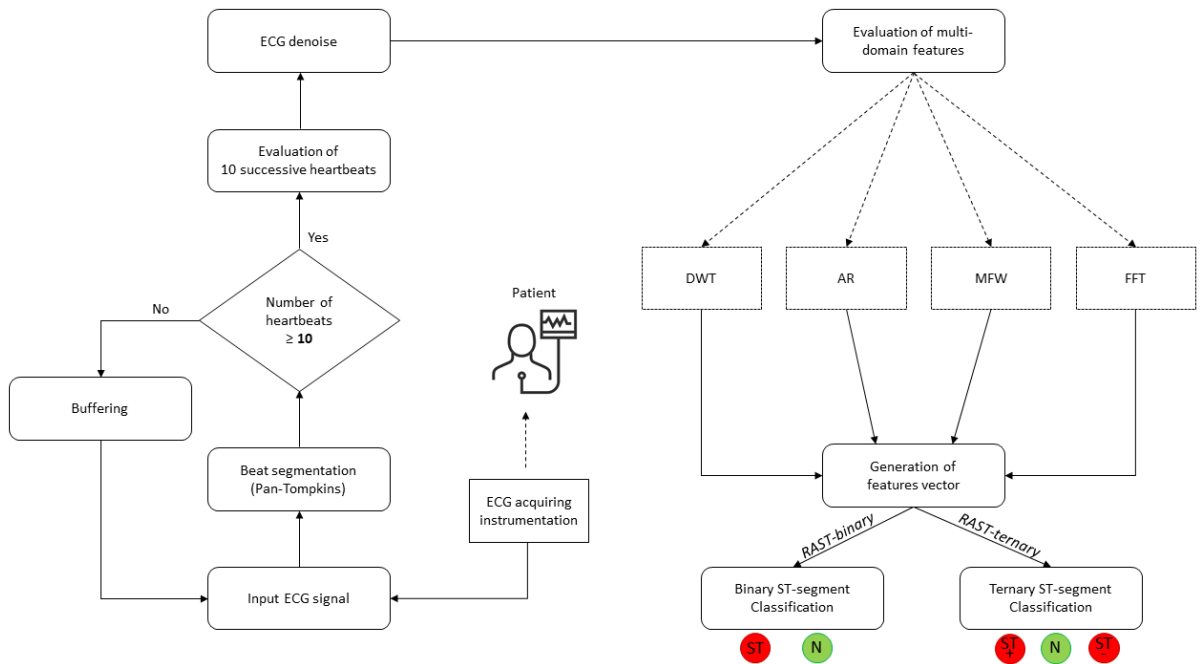 ECG denoise
Evaluation of multi-
domain features
Evaluation of
10 successive heartbeats
Yes
No
Number of
heartbeats
≥ 10
Patient
DWT
AR
MFW
FFT
Buffering
Beat segmentation
(Pan-Tompkins)
ECG acquiring
instrumentation
Generation of
features vector
RAST-binary
RAST-ternary
Input ECG signal
Binary ST-segment
Classification
Ternary ST-segment
Classification
ST
N
ST
+
N
ST
-